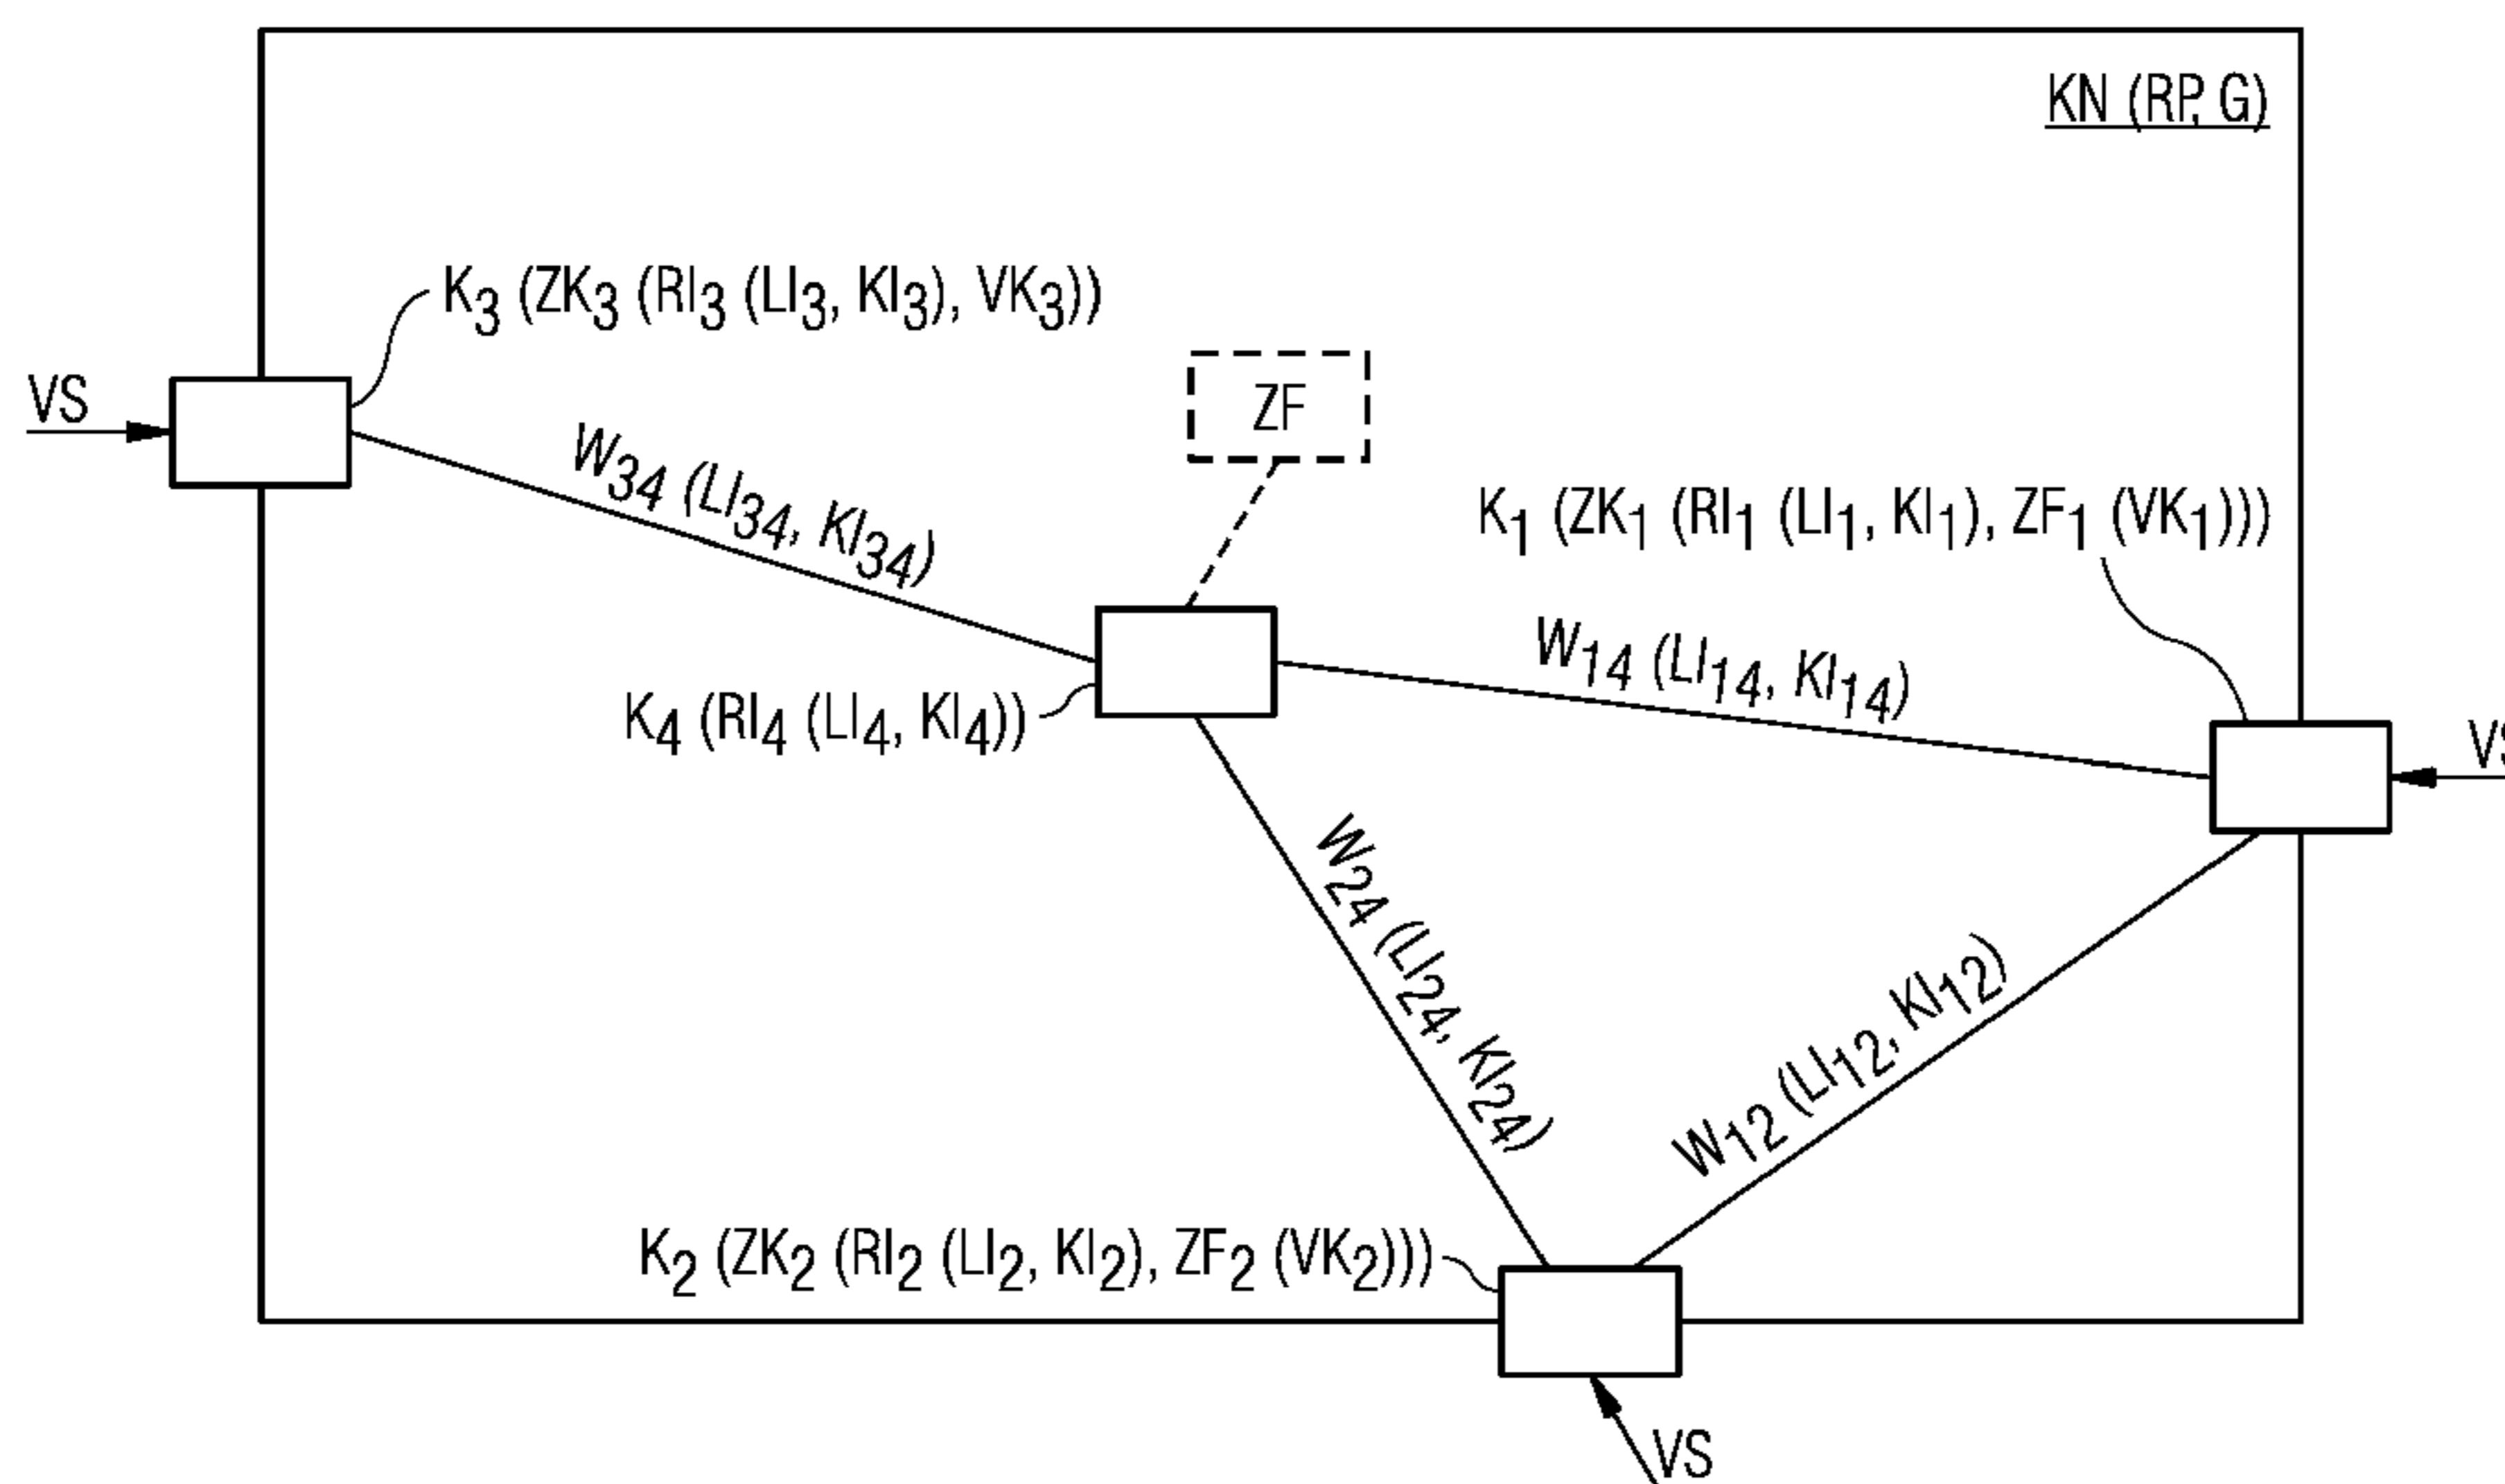 KN (RP, G)
K3 (ZK3 (RI3 (LI3, KI3), VK3))
VS
ZF
W34 (LI34, KI34)
K1 (ZK1 (RI1 (LI1, KI1), ZF1 (VK1)))
W14 (LI14, KI14)
K4 (RI4 (LI4, KI4))
VS
W24 (LI24, KI24)
W12 (LI12, KI12)
K2 (ZK2 (RI2 (LI2, KI2), ZF2 (VK2)))
VS